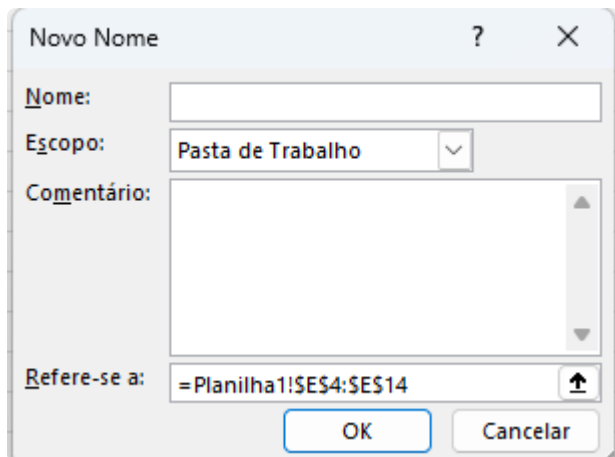 Novo Nome ?
Nome:
Escopo: Pasta de Trabalho
Comentário:
Refere-se a: =Planilha1!$E$4:$E$14
OK Cancelar